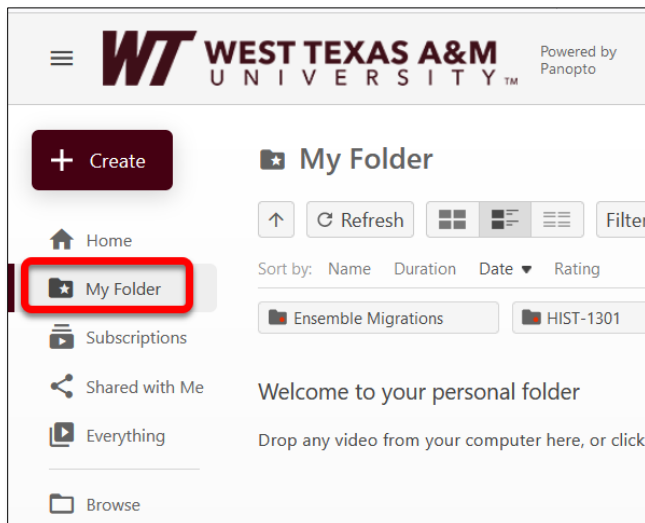 WT WEST TEXAS A&M
UNIVERSITY™
Powered by
Panopto
+ Create
Home
My Folder
Subscriptions
Shared with Me
Everything
Browse
My Folder
Refresh
Filter
Sort by: Name Duration Date ▼ Rating
Ensemble Migrations
HIST-1301
Welcome to your personal folder
Drop any video from your computer here, or click